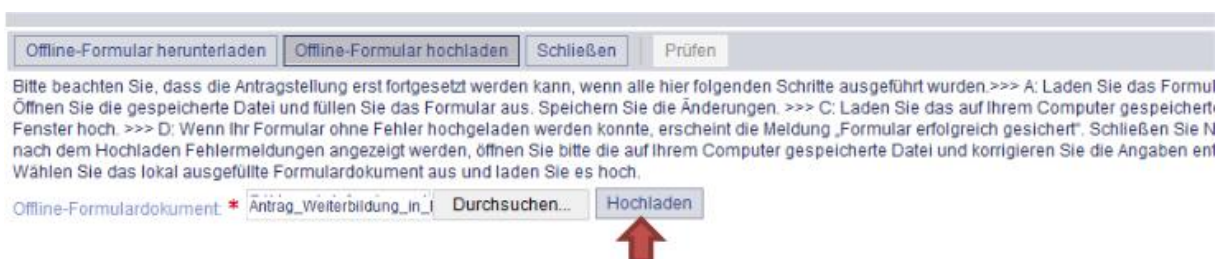 Offline-Formular herunterladen Offline-Formular hochladen Schließen Prüfen
Bitte beachten Sie, dass die Antragstellung erst fortgesetzt werden kann, wenn alle hier folgenden Schritte ausgeführt wurden.>>> A: Laden Sie das Formul
Öffnen Sie die gespeicherte Datei und füllen Sie das Formular aus. Speichern Sie die Änderungen. >>> C: Laden Sie das auf Ihrem Computer gespeicherte
Fenster hoch. >>> D: Wenn Ihr Formular ohne Fehler hochgeladen werden konnte, erscheint die Meldung „Formular erfolgreich gesichert“. Schließen Sie N
nach dem Hochladen Fehlermeldungen angezeigt werden, öffnen Sie bitte die auf Ihrem Computer gespeicherte Datei und korrigieren Sie die Angaben ent
Wählen Sie das lokal ausgefüllte Formulardokument aus und laden Sie es hoch.
Offline-Formulardokument: * Antrag_Weiterbildung_in_ Durchsuchen... Hochladen